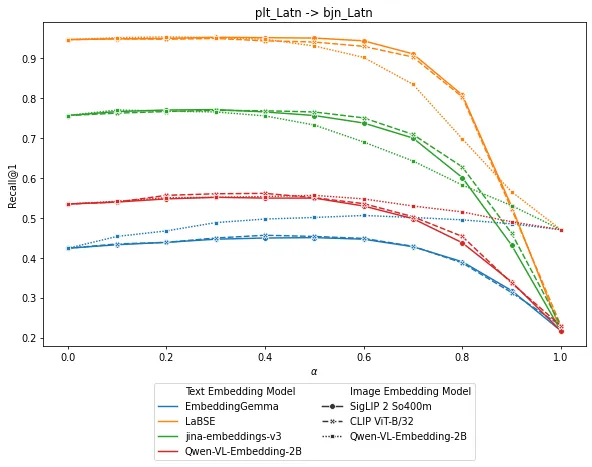 plt_Latn -> bjn_Latn
Recall@1
0.9
0.8
0.7
0.6
0.5
0.4
0.3
0.2
0.0 0.2 0.4 0.6 0.8 1.0
α
Text Embedding Model Image Embedding Model
EmbeddingGemma SigLIP 2 So400m
LaBSE CLIP ViT-B/32
jina-embeddings-v3 Qwen-VL-Embedding-2B
Qwen-VL-Embedding-2B